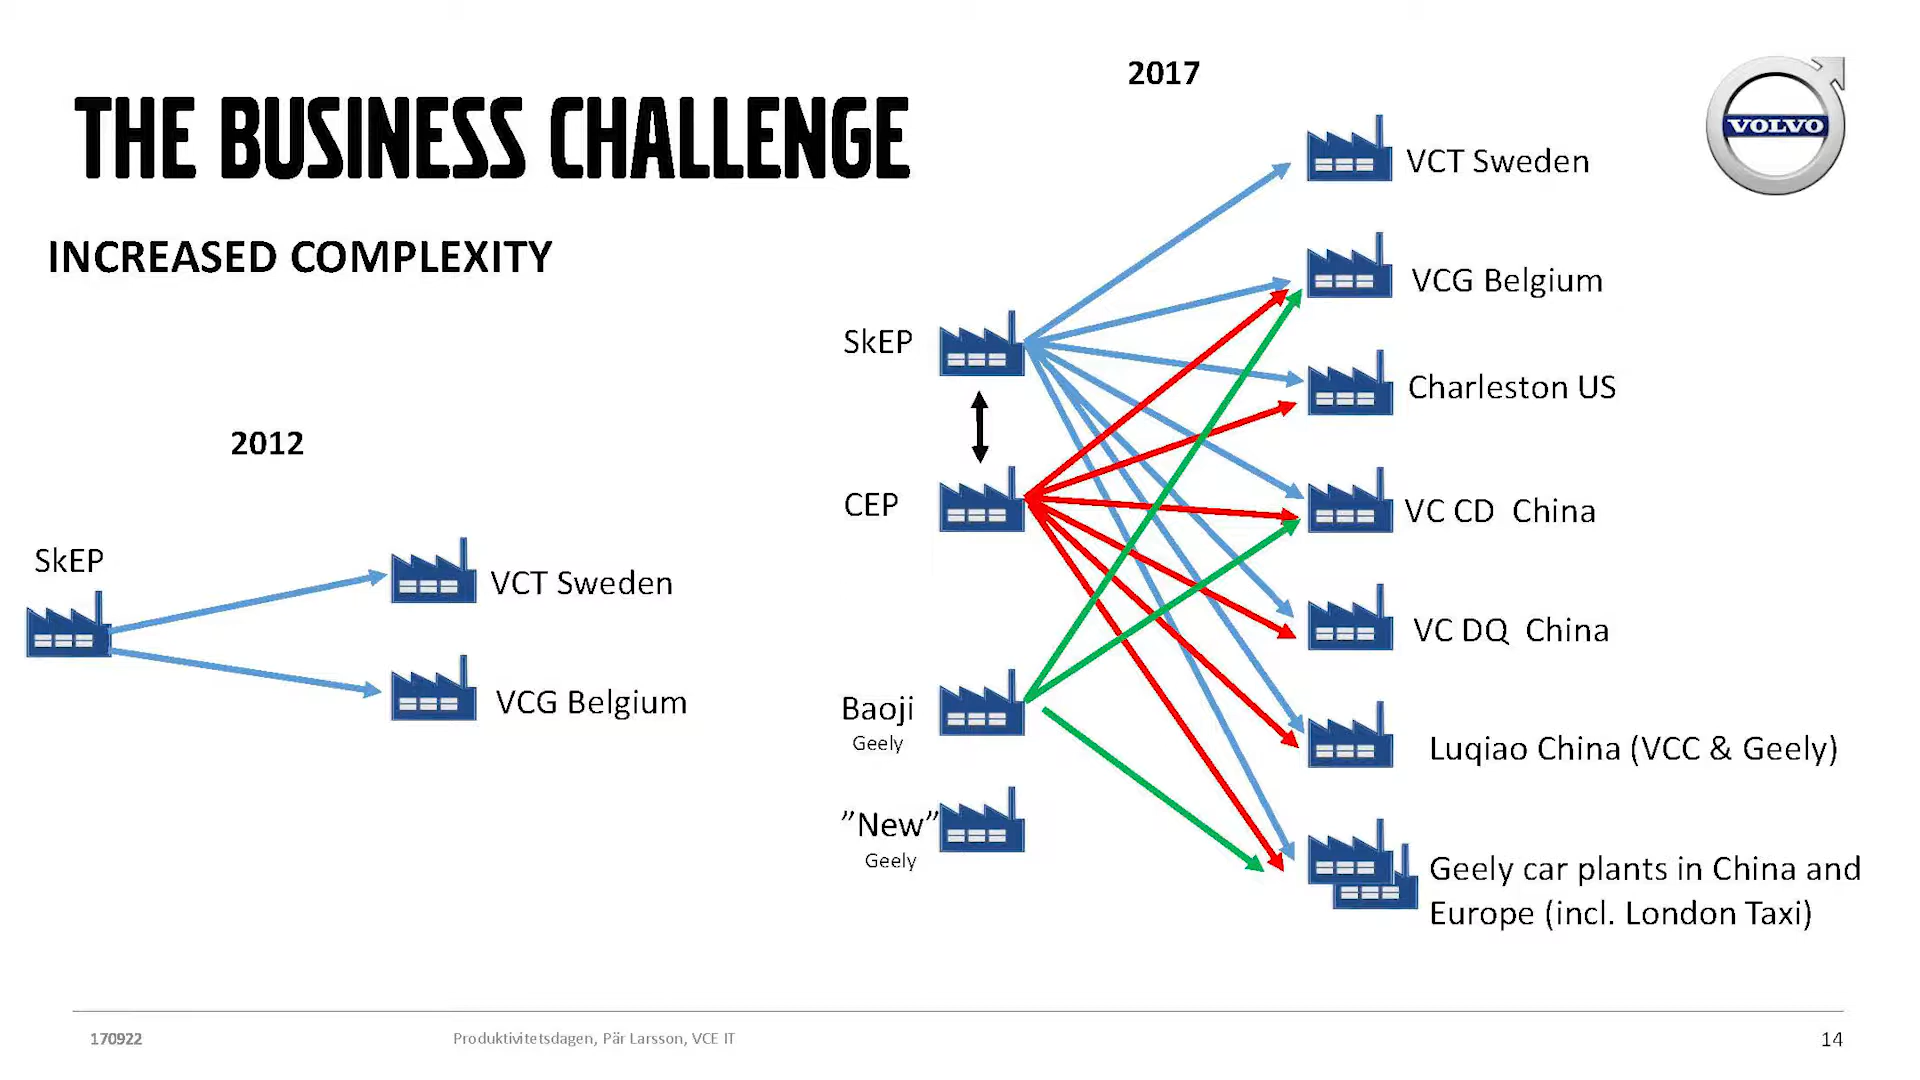 THE BUSINESS CHALLENGE
INCREASED COMPLEXITY
2012
SkEP
VCT Sweden
VCG Belgium
2017
SkEP
CEP
Baoji
Geely
”New”
Geely
VCT Sweden
VCG Belgium
Charleston US
VC CD China
VC DQ China
Luqiao China (VCC & Geely)
Geely car plants in China and
Europe (incl. London Taxi)
VOLVO
170922
Produktivitetsdagen, Pär Larsson, VCE IT
14